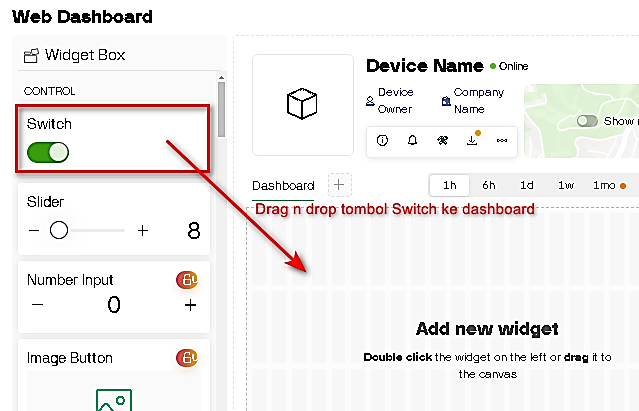 Web Dashboard
Widget Box
CONTROL
Switch
Slider
8
Number Input
0
Image Button
Device Name
Online
Device Owner
Company Name
Show
Dashboard
1h 6h 1d 1w 1mo
Drag n drop tombol Switch ke dashboard
Add new widget
Double click the widget on the left or drag it to
the canvas